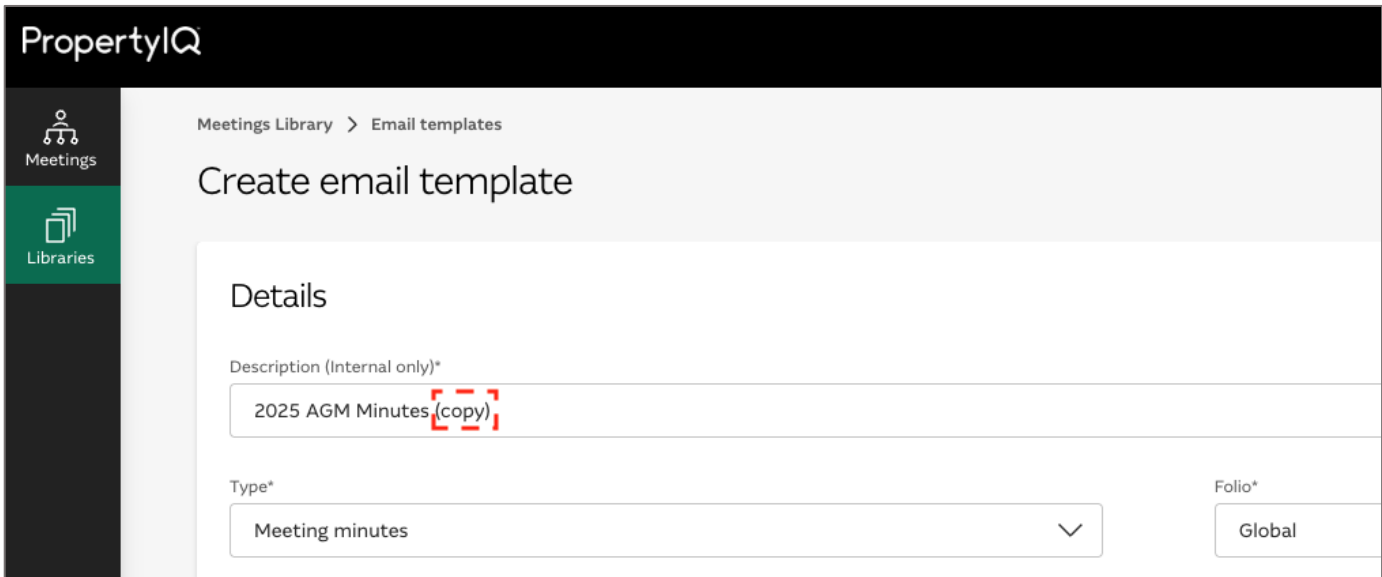 PropertyIQ
Meetings
Libraries
Meetings Library > Email templates
Create email template
Details
Description (Internal only)*
2025 AGM Minutes (copy)
Type*
Folio*
Meeting minutes
Global